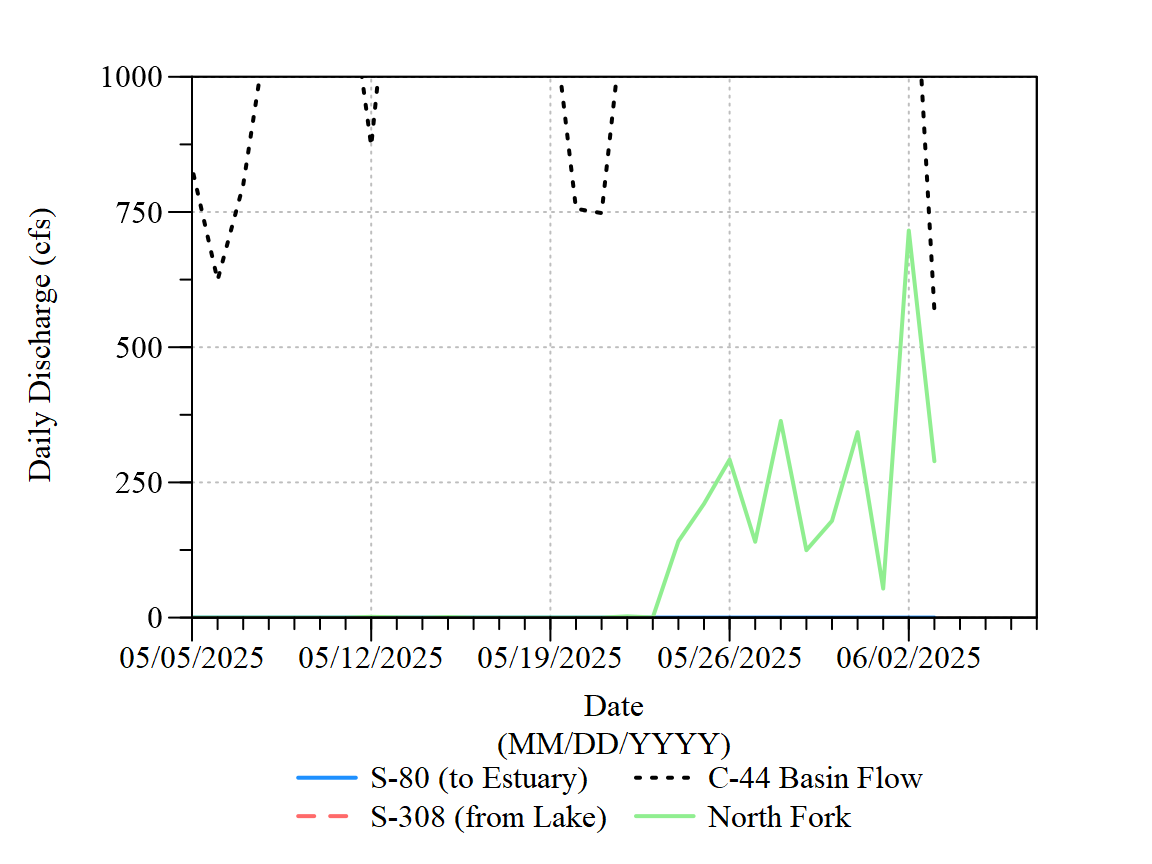 1000
750
500
250
0
Daily Discharge (cfs)
05/05/2025 05/12/2025 05/19/2025 05/26/2025 06/02/2025
Date
(MM/DD/YYYY)
S-80 (to Estuary) C-44 Basin Flow
S-308 (from Lake) North Fork